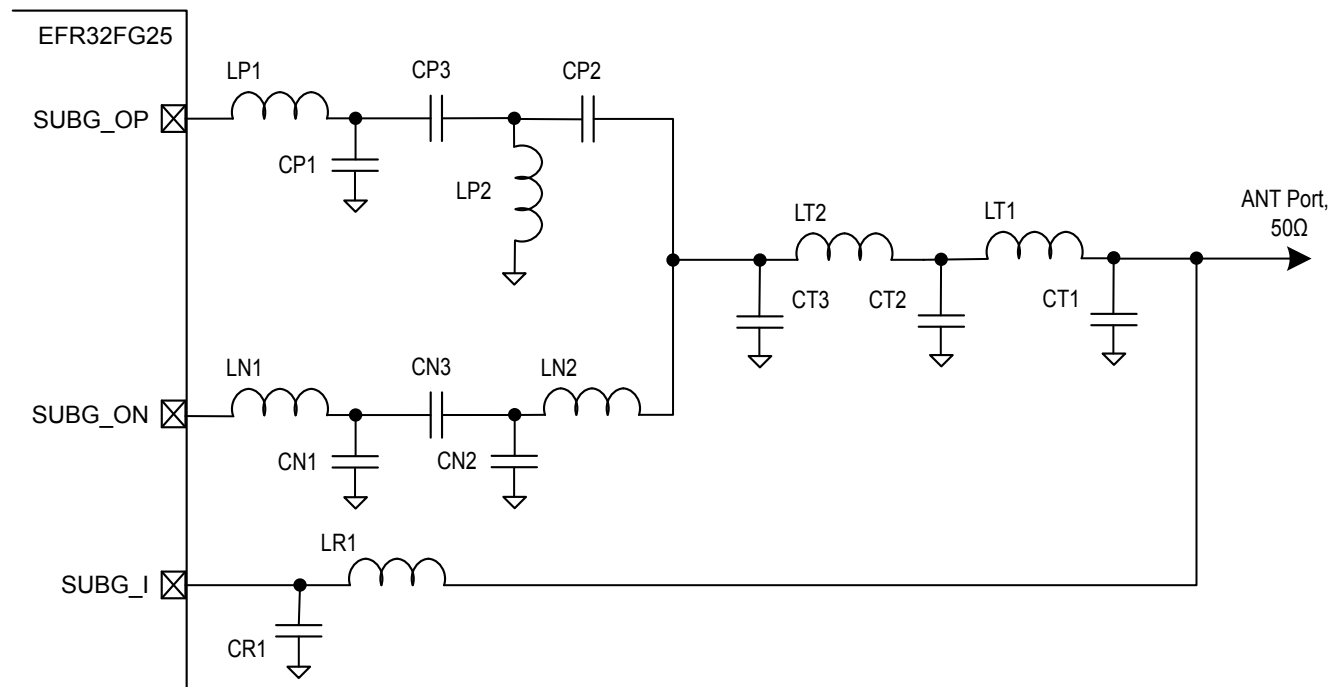 EFR32FG25
LP1
CP3
CP2
SUBG_OP
CP1
LP2
ANT Port,
50Ω
LT2
LT1
CT3
CT2
CT1
LN1
CN3
LN2
SUBG_ON
CN1
CN2
LR1
SUBG_I
CR1